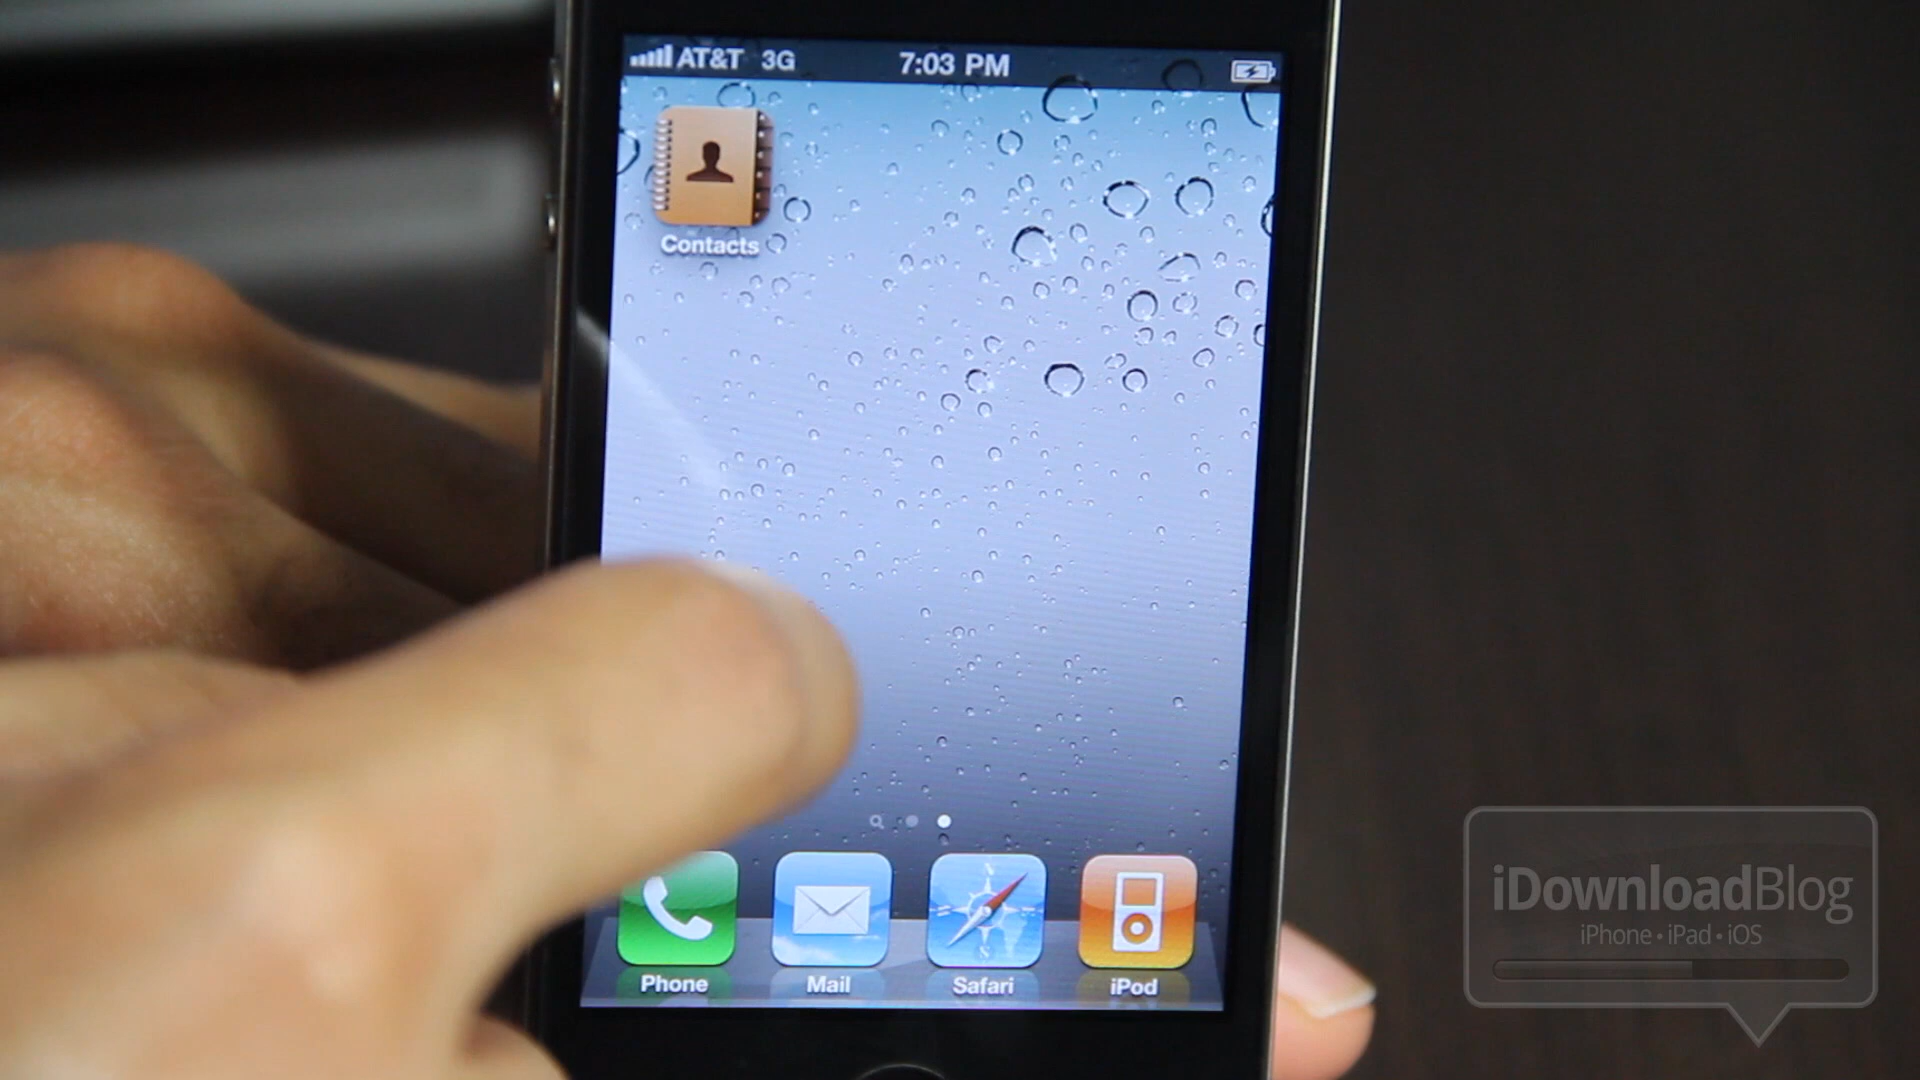 AT&T 3G 7:03 PM
Contacts
Phone Mail Safari iPod
iDownloadBlog
iPhone • iPad • iOS